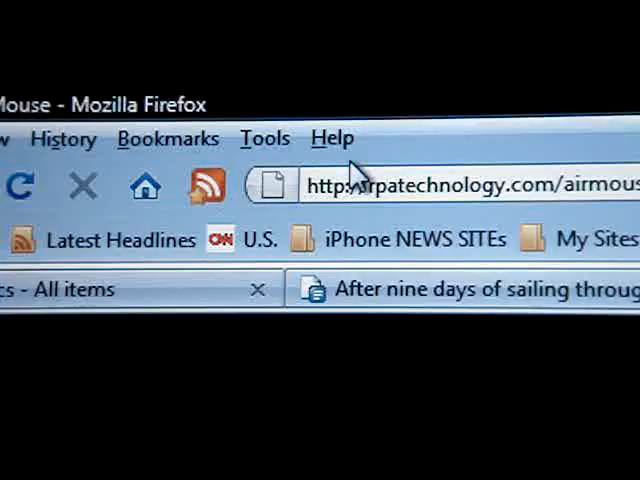 Mouse - Mozilla Firefox
w History Bookmarks Tools Help
rpatechnology.com/airmous
Latest Headlines CNN U.S. iPhone NEWS SITEs My Sites
cs - All items After nine days of sailing throug